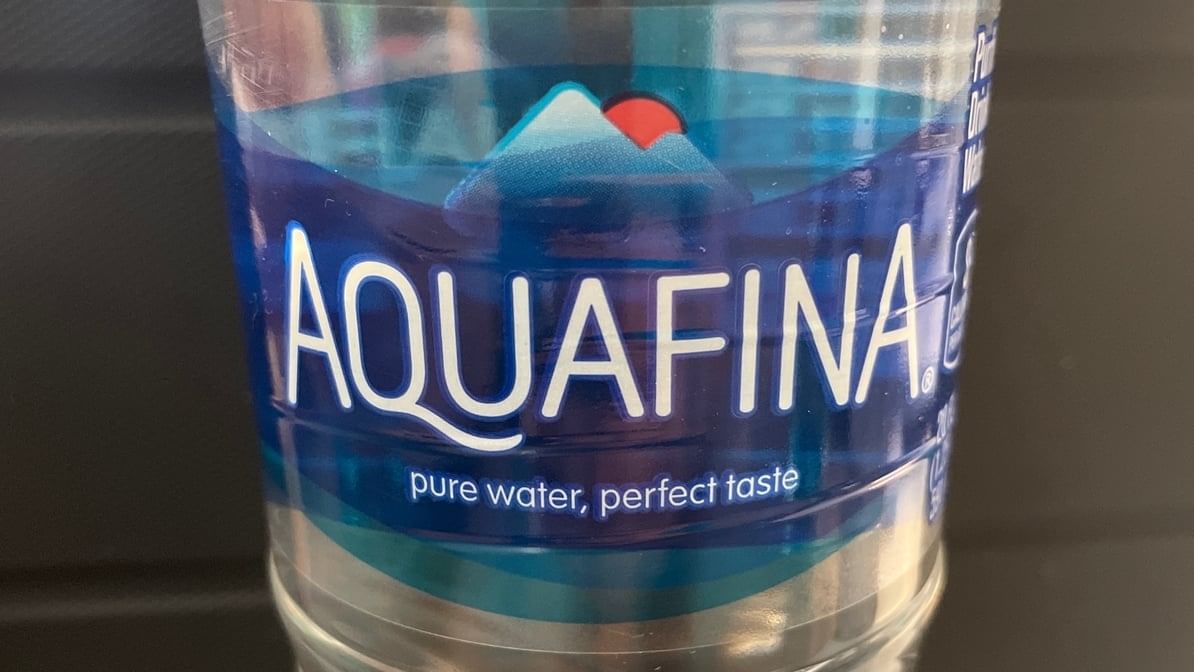 AQUAFINA®
pure water, perfect taste